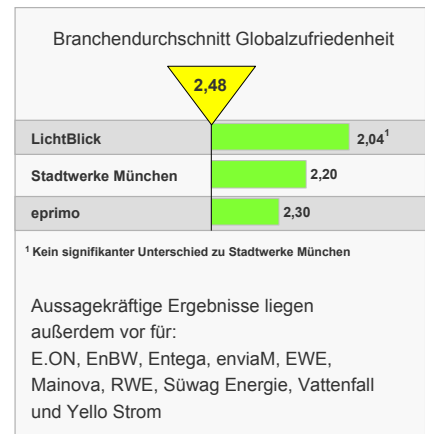 Branchendurchschnitt Globalzufriedenheit
2,48
LichtBlick 2,04¹
Stadtwerke München 2,20
eprimo 2,30
¹ Kein signifikanter Unterschied zu Stadtwerke München
Aussagekräftige Ergebnisse liegen
außerdem vor für:
E.ON, EnBW, Entega, enviaM, EWE,
Mainova, RWE, Süwag Energie, Vattenfall
und Yello Strom